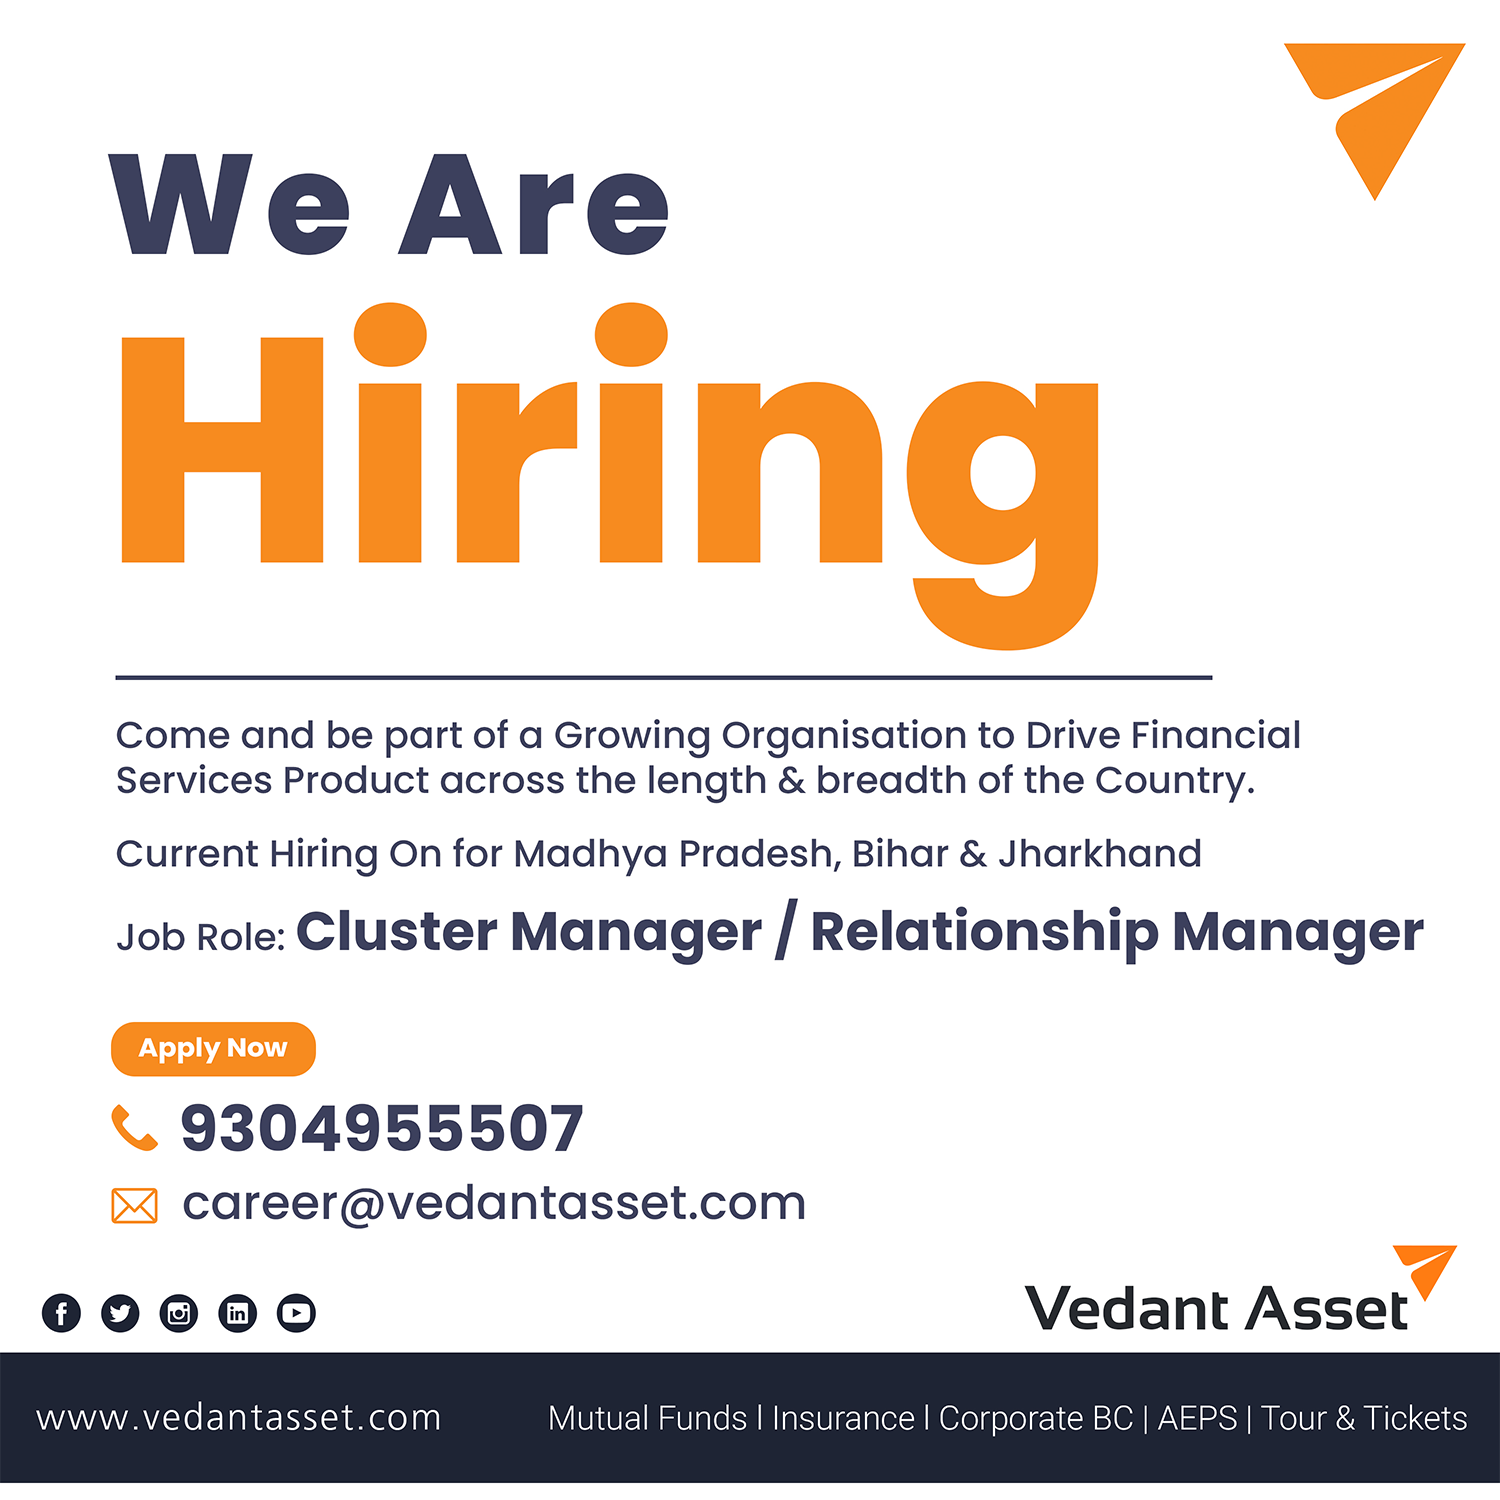 We Are
Hiring
Come and be part of a Growing Organisation to Drive Financial
Services Product across the length & breadth of the Country.
Current Hiring On for Madhya Pradesh, Bihar & Jharkhand
Job Role: Cluster Manager / Relationship Manager
Apply Now
9304955507
career@vedantasset.com
Vedant Asset
www.vedantasset.com
Mutual Funds l Insurance l Corporate BC | AEPS | Tour & Tickets